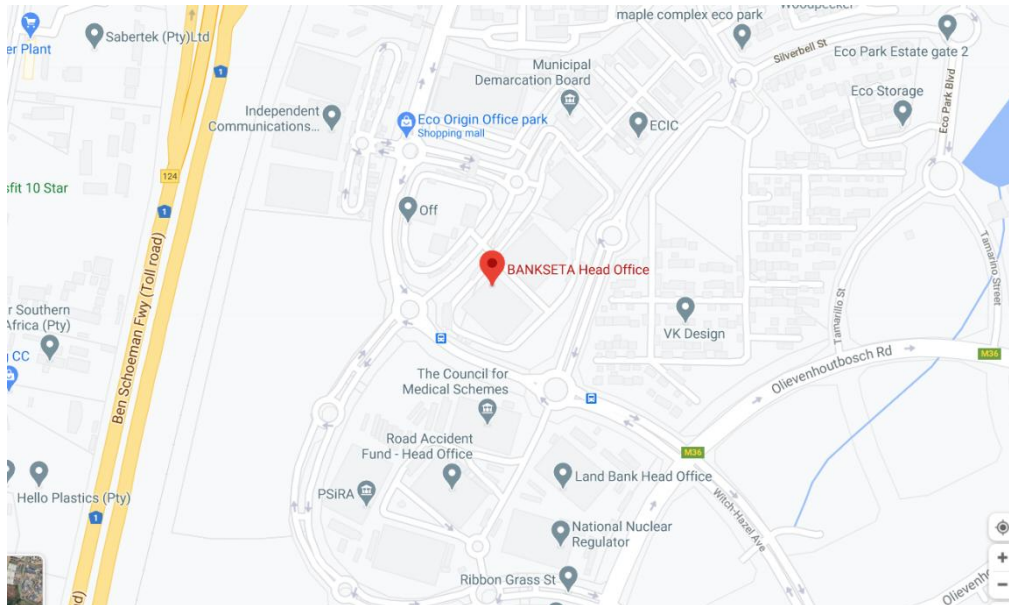 Woodpecker
maple complex eco park
Sabertek (Pty)Ltd
er Plant
Silverbell St
Eco Park Estate gate 2
1
Municipal
Demarcation Board
Eco Storage
Eco Park Blvd
Independent
Communications...
Eco Origin Office park
Shopping mall
ECIC
124
sfit 10 Star
1
Off
Tamarino Street
BANKSETA Head Office
Tamarillo St
r Southern
Africa (Pty)
VK Design
g CC
Ben Schoeman Fwy (Toll road)
Olievenhoutbosch Rd
M36
The Council for
Medical Schemes
Road Accident
Fund - Head Office
M36
Land Bank Head Office
PSiRA
Hello Plastics (Pty)
1
Witch-Hazel Ave
National Nuclear
Regulator
Ribbon Grass St
Olievenho
d)
+
−